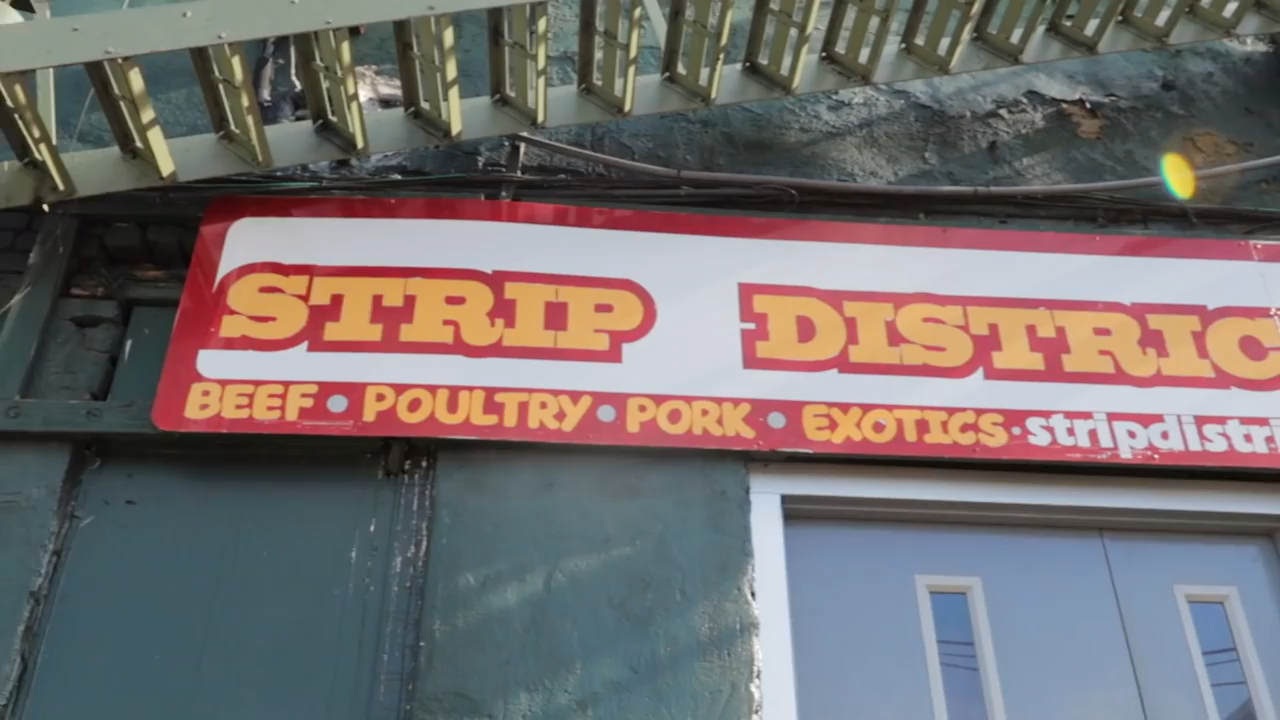 STRIP DISTRIC
BEEF • POULTRY • PORK • EXOTICS • stripdistri